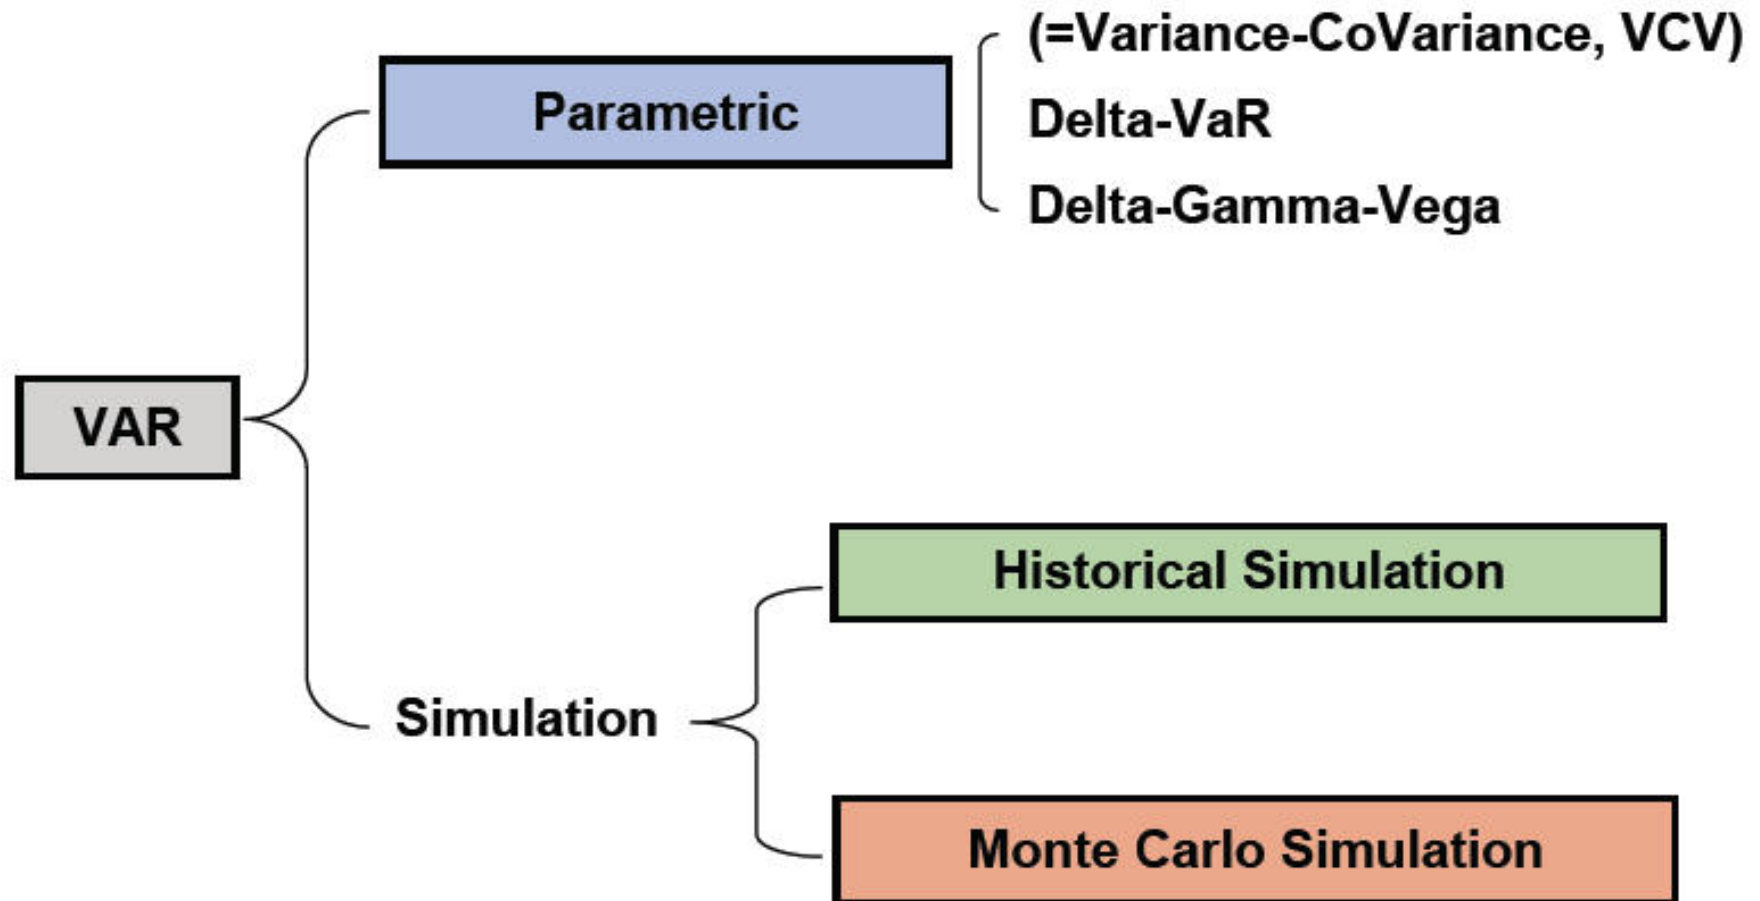 (=Variance-CoVariance, VCV)
Parametric
Delta-VaR
Delta-Gamma-Vega
VAR
Historical Simulation
Simulation
Monte Carlo Simulation